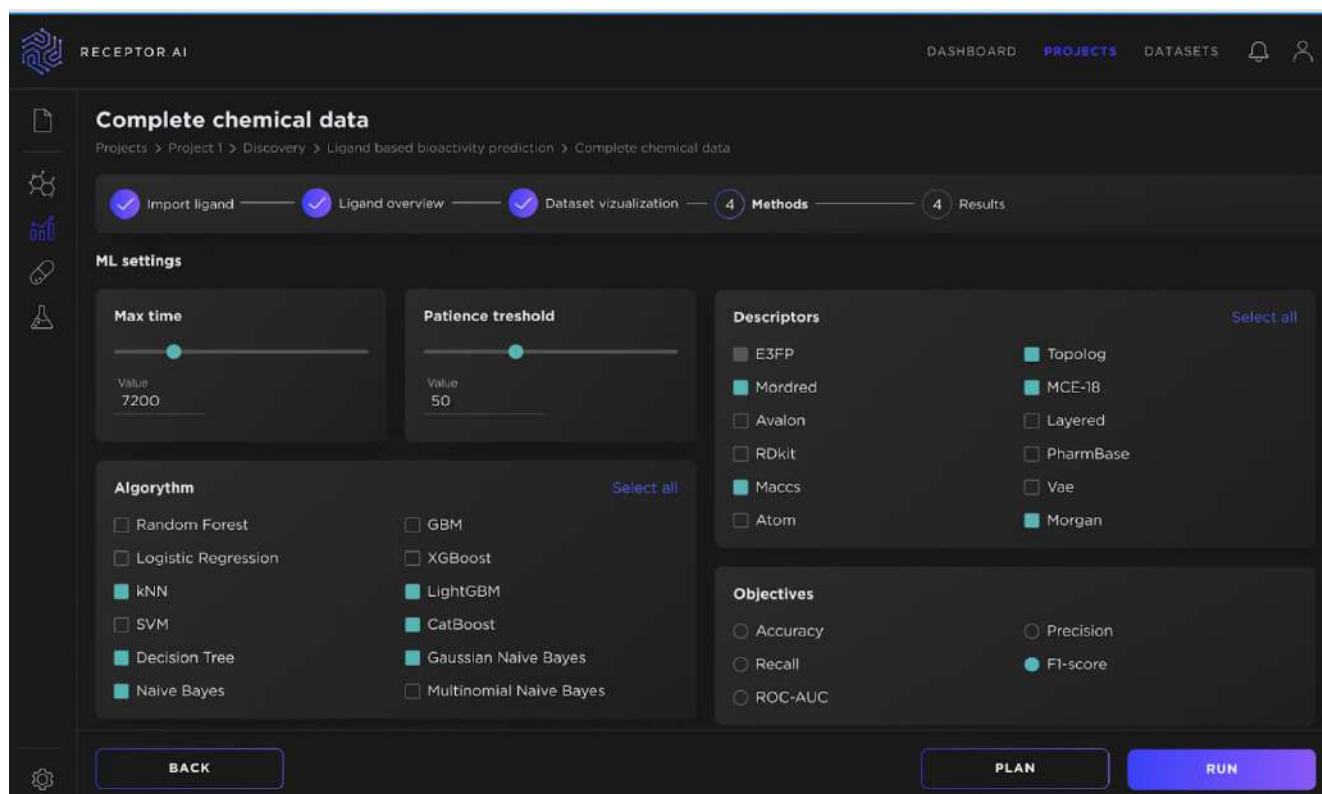 RECEPTOR.AI
DASHBOARD PROJECTS DATASETS
Complete chemical data
Projects > Project 1 > Discovery > Ligand based bioactivity prediction > Complete chemical data
Import ligand Ligand overview Dataset vizualization 4 Methods 4 Results
ML settings
Max time
Value
7200
Patience treshold
Value
50
Algorythm Select all
Random Forest GBM
Logistic Regression XGBoost
kNN LightGBM
SVM CatBoost
Decision Tree Gaussian Naive Bayes
Naive Bayes Multinomial Naive Bayes
Descriptors Select all
E3FP Topolog
Mordred MCE-18
Avalon Layered
RDkit PharmBase
Maccs Vae
Atom Morgan
Objectives
Accuracy Precision
Recall F1-score
ROC-AUC
BACK PLAN RUN